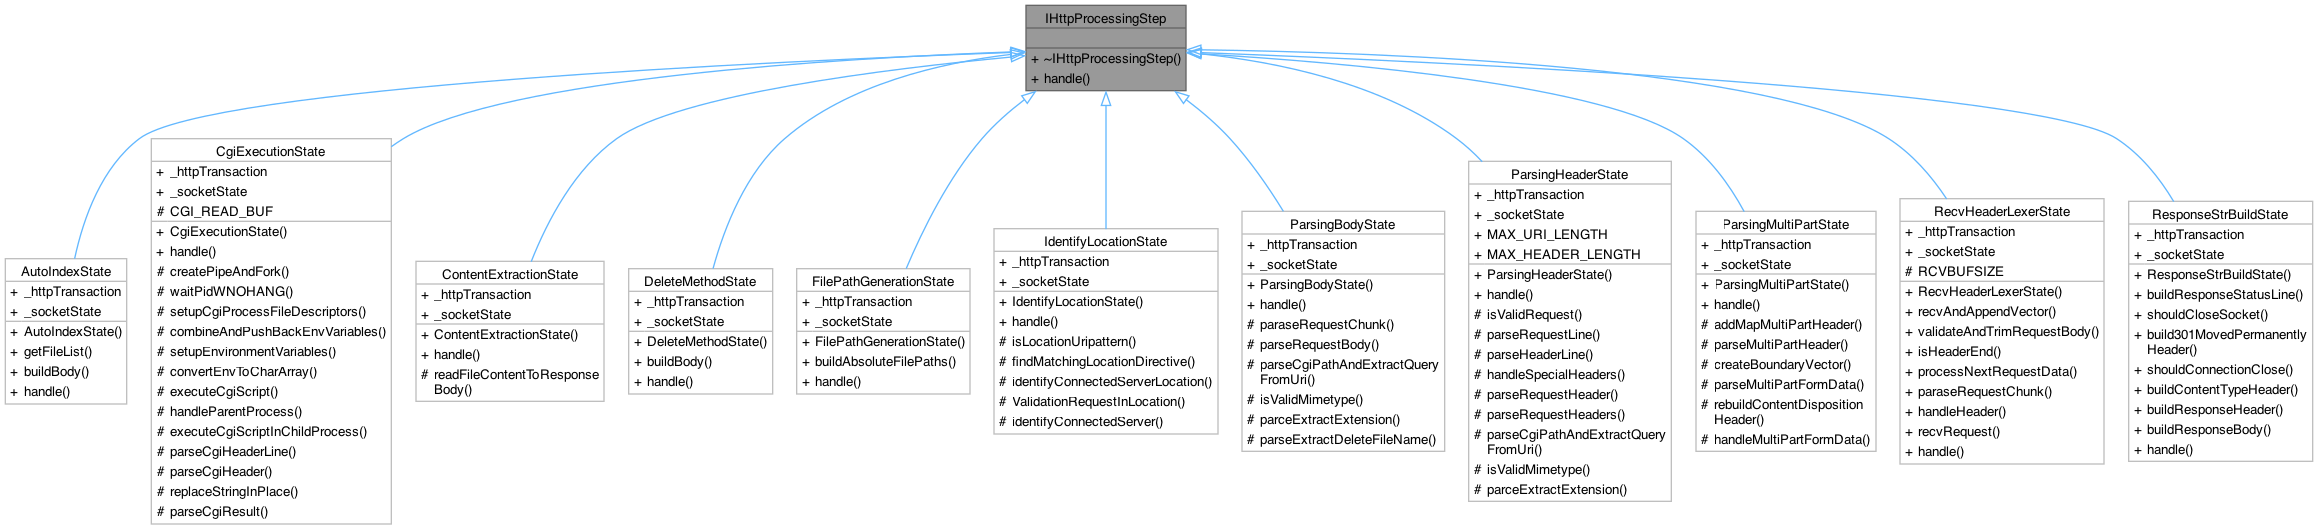 IHttpProcessingStep
+ ~IHttpProcessingStep()
+ handle()
CgiExecutionState
+ _httpTransaction
+ _socketState
# CGI_READ_BUF
+ CgiExecutionState()
+ handle()
# createPipeAndFork()
# waitPidWNOHANG()
# setupCgiProcessFileDescriptors()
# combineAndPushBackEnvVariables()
# setupEnvironmentVariables()
# convertEnvToCharArray()
# executeCgiScript()
# handleParentProcess()
# executeCgiScriptInChildProcess()
# parseCgiHeaderLine()
# parseCgiHeader()
# replaceStringInPlace()
# parseCgiResult()
AutoIndexState
+ _httpTransaction
+ _socketState
+ AutoIndexState()
+ getFileList()
+ buildBody()
+ handle()
ContentExtractionState
+ _httpTransaction
+ _socketState
+ ContentExtractionState()
+ handle()
# readFileContentToResponse
Body()
DeleteMethodState
+ _httpTransaction
+ _socketState
+ DeleteMethodState()
+ buildBody()
+ handle()
FilePathGenerationState
+ _httpTransaction
+ _socketState
+ FilePathGenerationState()
+ buildAbsoluteFilePaths()
+ handle()
IdentifyLocationState
+ _httpTransaction
+ _socketState
+ IdentifyLocationState()
+ handle()
# isLocationUripattern()
# findMatchingLocationDirective()
# identifyConnectedServerLocation()
# ValidationRequestInLocation()
# identifyConnectedServer()
ParsingBodyState
+ _httpTransaction
+ _socketState
+ ParsingBodyState()
+ handle()
# paraseRequestChunk()
# parseRequestBody()
# parseCgiPathAndExtractQuery
FromUri()
# isValidMimetype()
# parceExtractExtension()
# parseExtractDeleteFileName()
ParsingHeaderState
+ _httpTransaction
+ _socketState
+ MAX_URI_LENGTH
+ MAX_HEADER_LENGTH
+ ParsingHeaderState()
+ handle()
# isValidRequest()
# parseRequestLine()
# parseHeaderLine()
# handleSpecialHeaders()
# parseRequestHeader()
# parseRequestHeaders()
# parseCgiPathAndExtractQuery
FromUri()
# isValidMimetype()
# parceExtractExtension()
ParsingMultiPartState
+ _httpTransaction
+ _socketState
+ ParsingMultiPartState()
+ handle()
# addMapMultiPartHeader()
# parseMultiPartHeader()
# createBoundaryVector()
# parseMultiPartFormData()
# rebuildContentDisposition
Header()
# handleMultiPartFormData()
RecvHeaderLexerState
+ _httpTransaction
+ _socketState
# RCVBUFSIZE
+ RecvHeaderLexerState()
+ recvAndAppendVector()
+ validateAndTrimRequestBody()
+ isHeaderEnd()
+ processNextRequestData()
+ paraseRequestChunk()
+ handleHeader()
+ recvRequest()
+ handle()
ResponseStrBuildState
+ _httpTransaction
+ _socketState
+ ResponseStrBuildState()
+ buildResponseStatusLine()
+ shouldCloseSocket()
+ build301MovedPermanently
Header()
+ shouldConnectionClose()
+ buildContentTypeHeader()
+ buildResponseHeader()
+ buildResponseBody()
+ handle()